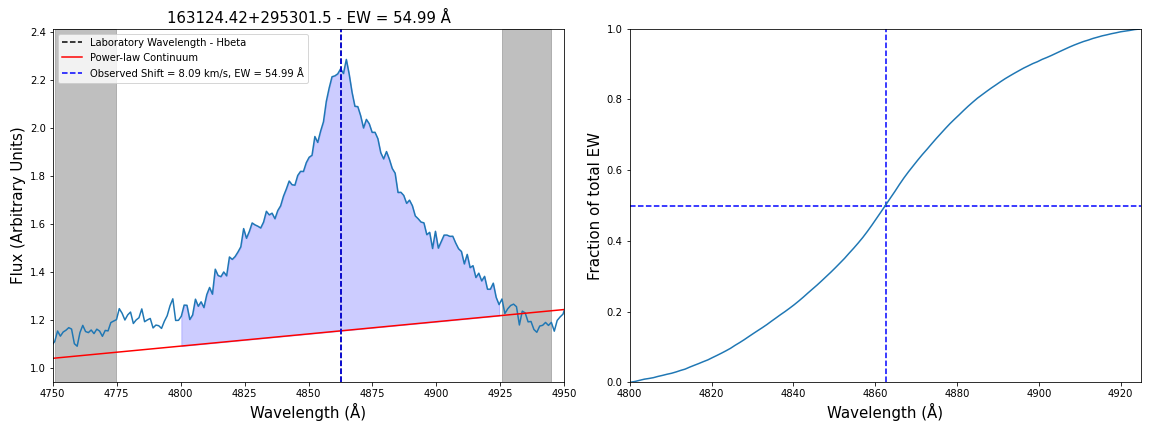 163124.42+295301.5 - EW = 54.99 Å
Laboratory Wavelength - Hbeta
Power-law Continuum
Observed Shift = 8.09 km/s, EW = 54.99 Å
Flux (Arbitrary Units)
2.4
2.2
2.0
1.8
1.6
1.4
1.2
1.0
4750 4775 4800 4825 4850 4875 4900 4925 4950
Wavelength (Å)
Fraction of total EW
1.0
0.8
0.6
0.4
0.2
0.0
4800 4820 4840 4860 4880 4900 4920
Wavelength (Å)